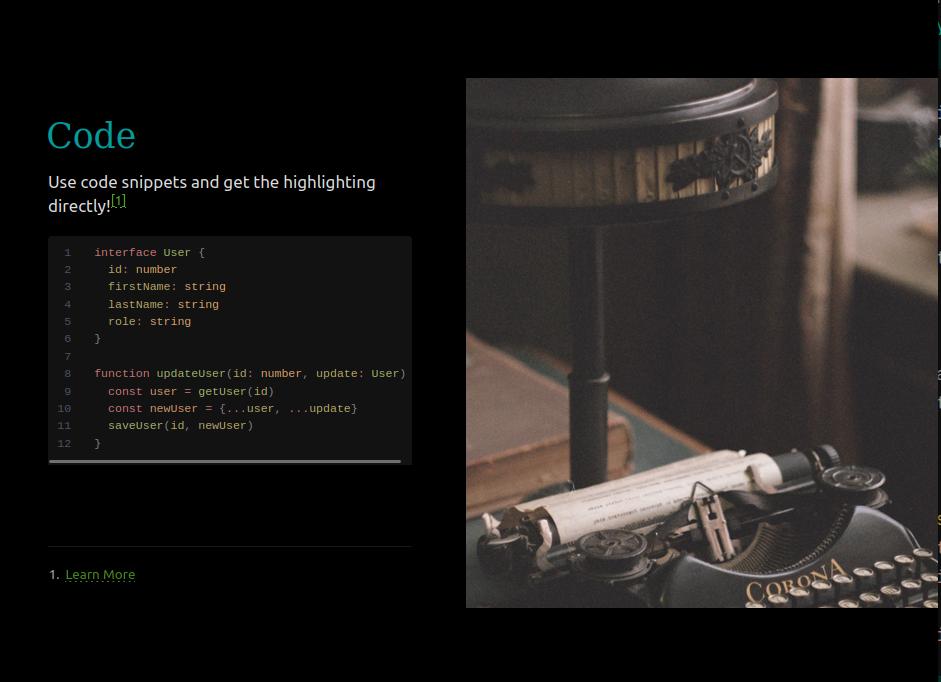 Code
Use code snippets and get the highlighting
directly![1]
1 interface User {
2 id: number
3 firstName: string
4 lastName: string
5 role: string
6 }
7
8 function updateUser(id: number, update: User)
9 const user = getUser(id)
10 const newUser = {...user, ...update}
11 saveUser(id, newUser)
12 }
1. Learn More
CORONA